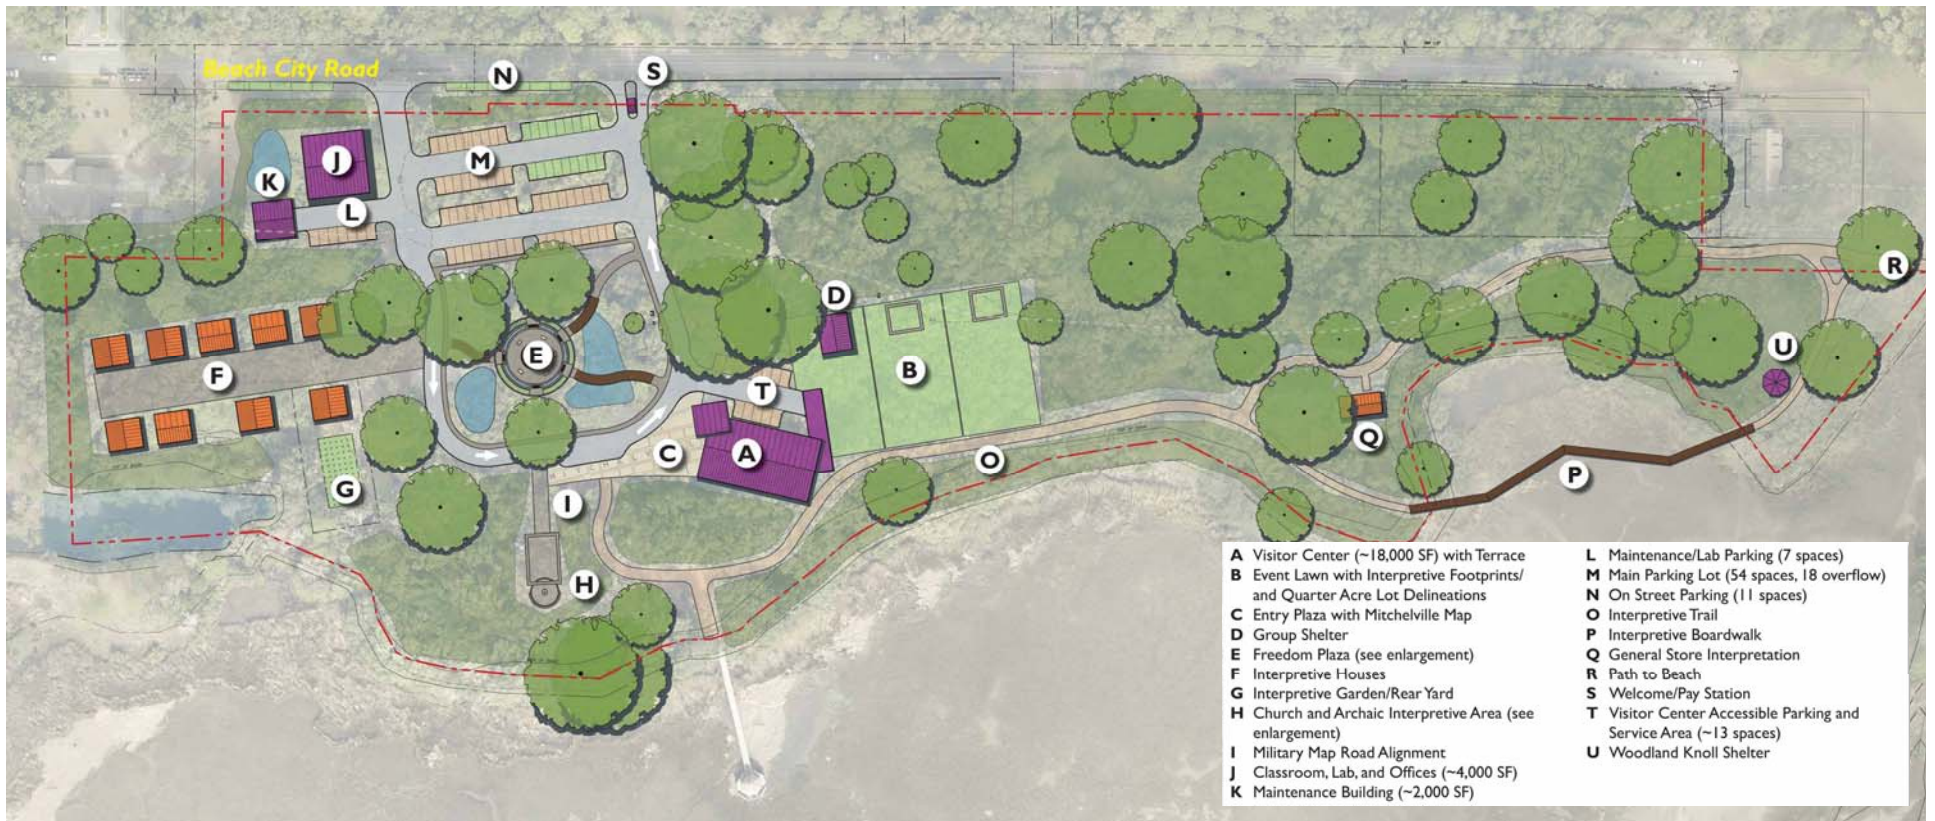 Beach City Road
N
S
J
M
K
L
R
D
E
U
B
F
T
Q
C
A
O
P
G
I
H
A Visitor Center (~18,000 SF) with Terrace
B Event Lawn with Interpretive Footprints/
and Quarter Acre Lot Delineations
C Entry Plaza with Mitchelville Map
D Group Shelter
E Freedom Plaza (see enlargement)
F Interpretive Houses
G Interpretive Garden/Rear Yard
H Church and Archaic Interpretive Area (see
enlargement)
I Military Map Road Alignment
J Classroom, Lab, and Offices (~4,000 SF)
K Maintenance Building (~2,000 SF)
L Maintenance/Lab Parking (7 spaces)
M Main Parking Lot (54 spaces, 18 overflow)
N On Street Parking (11 spaces)
O Interpretive Trail
P Interpretive Boardwalk
Q General Store Interpretation
R Path to Beach
S Welcome/Pay Station
T Visitor Center Accessible Parking and
Service Area (~13 spaces)
U Woodland Knoll Shelter